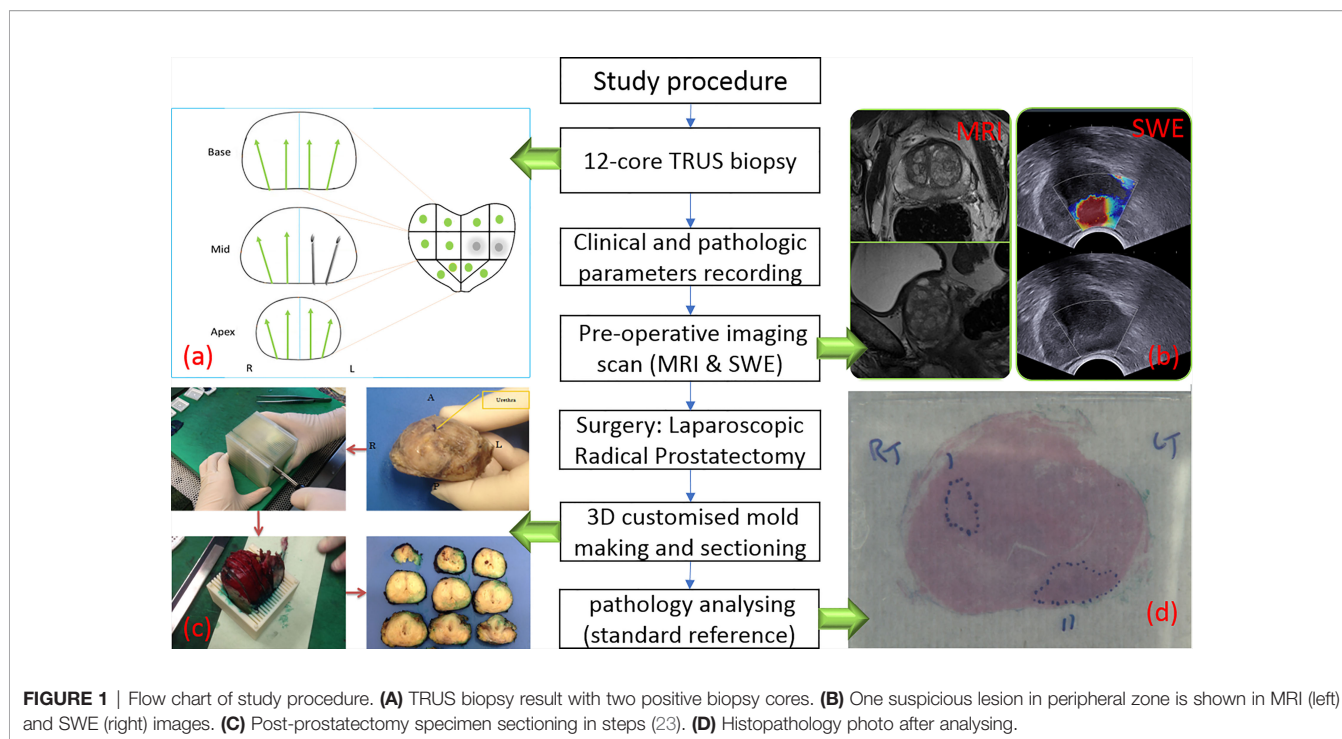 Study procedure
12-core TRUS biopsy
Clinical and pathologic
parameters recording
Pre-operative imaging
scan (MRI & SWE)
Surgery: Laparoscopic
Radical Prostatectomy
3D customised mold
making and sectioning
pathology analysing
(standard reference)
Base
Mid
Apex
(a)
R
L
MRI
SWE
(b)
A
Urethra
R
L
P
(c)
RT
LT
1
11
(d)
FIGURE 1 | Flow chart of study procedure. (A) TRUS biopsy result with two positive biopsy cores. (B) One suspicious lesion in peripheral zone is shown in MRI (left)
and SWE (right) images. (C) Post-prostatectomy specimen sectioning in steps (23). (D) Histopathology photo after analysing.